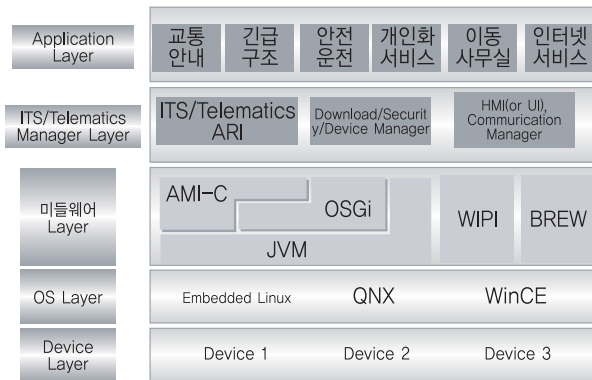 Application
Layer
교통
안내
긴급
구조
안전
운전
개인화
서비스
이동
사무실
인터넷
서비스
ITS/Telematics
Manager Layer
ITS/Telematics
ARI
Download/Securit
y/Device Manager
HMI(or UI),
Commurication
Manager
미들웨어
Layer
AMI-C
OSGi
JVM
WIPI
BREW
OS Layer
Embedded Linux
QNX
WinCE
Device
Layer
Device 1
Device 2
Device 3